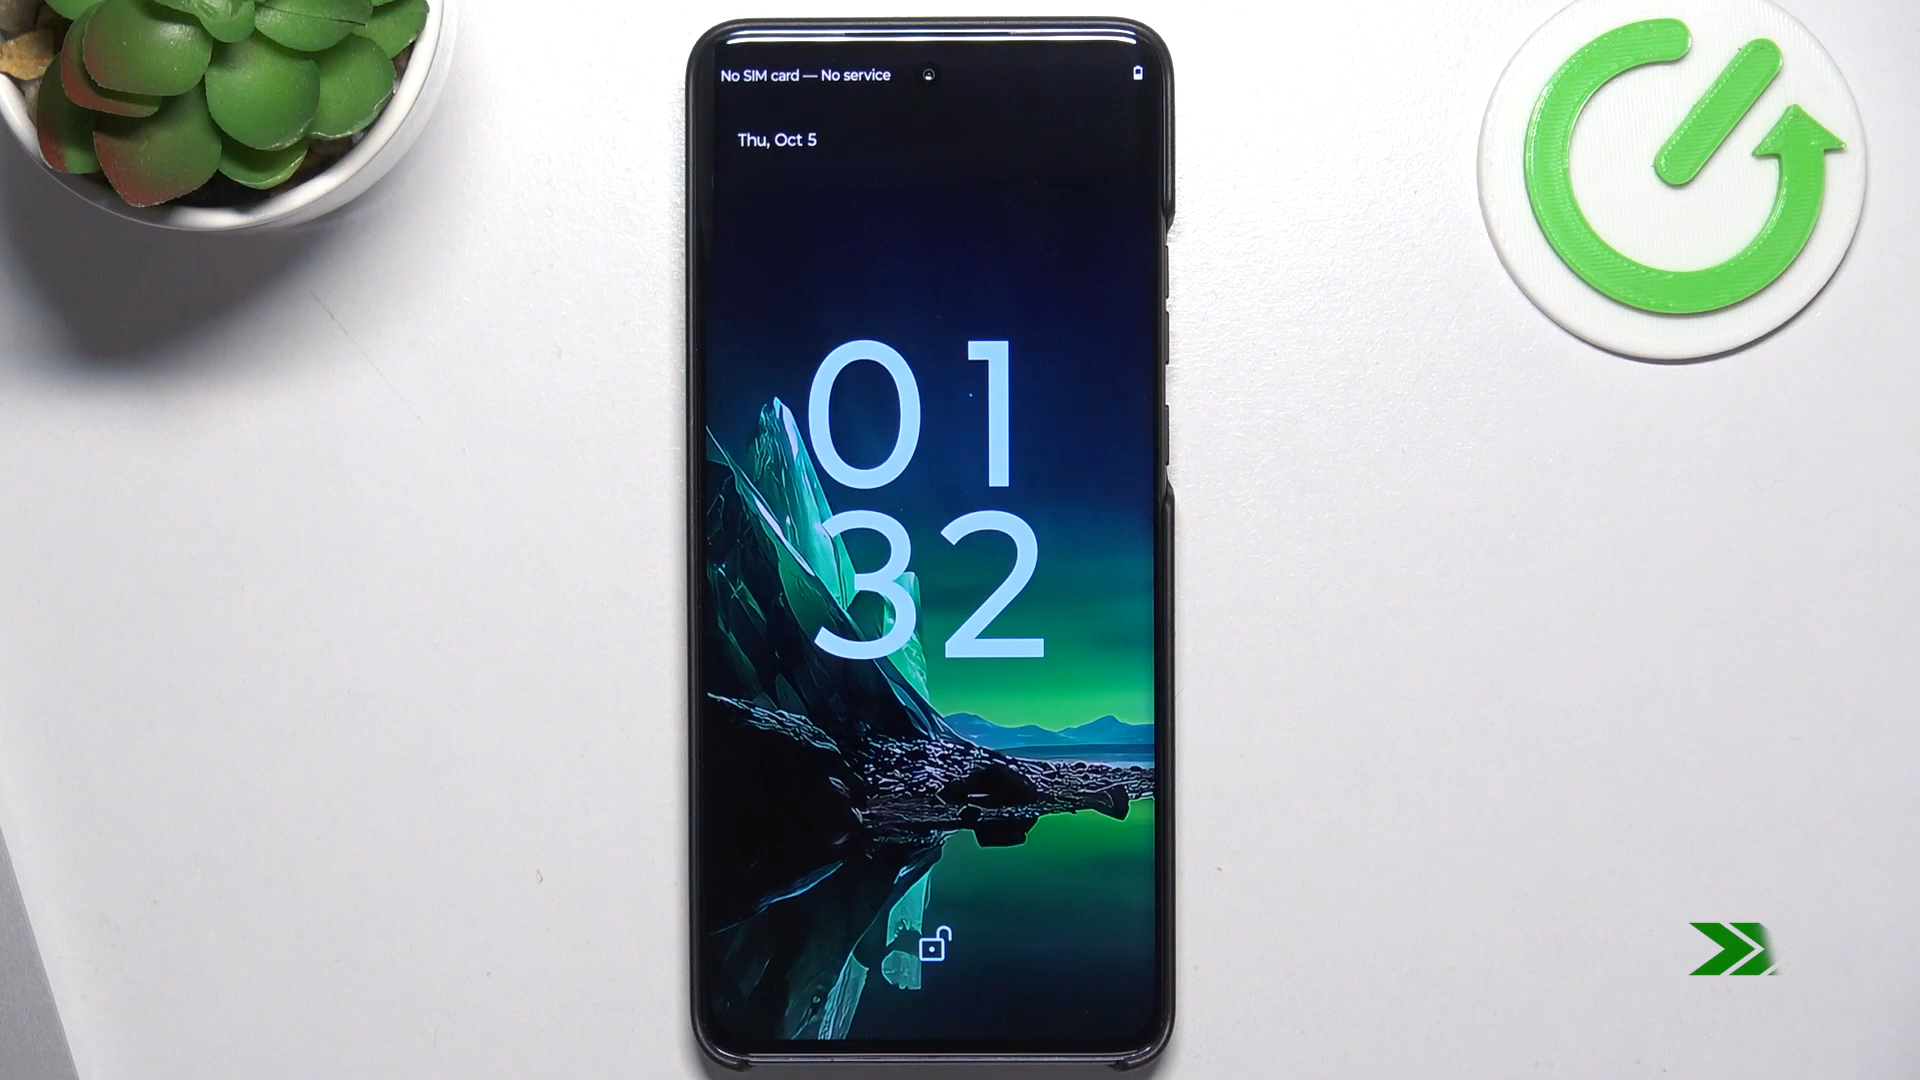 No SIM card — No service
Thu, Oct 5
01
32